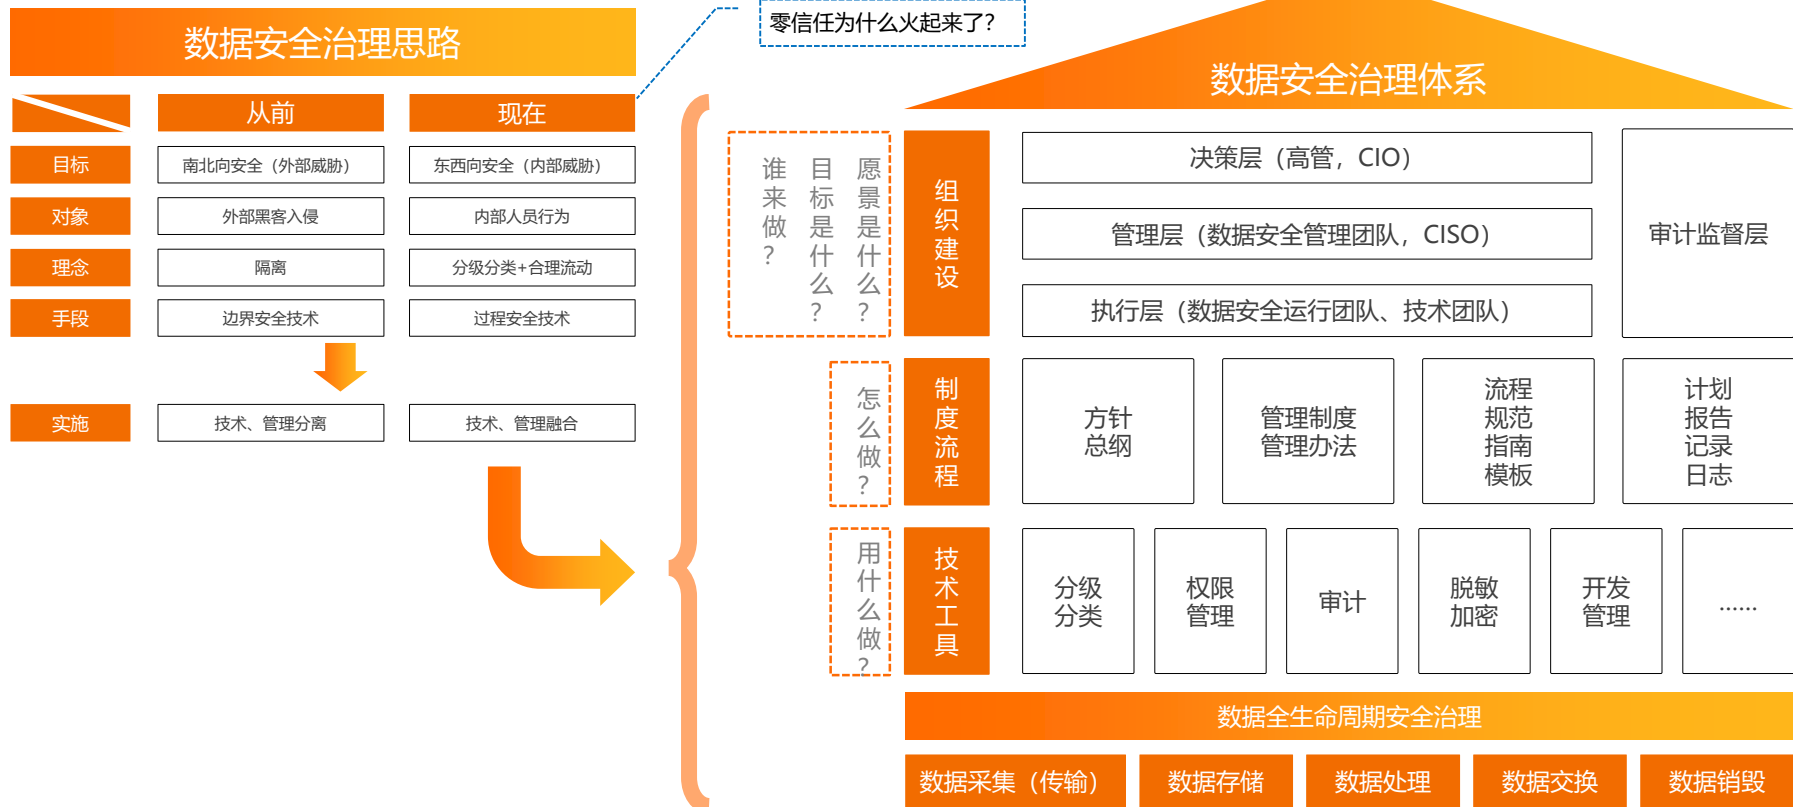 数据安全治理思路
零信任为什么火起来了?
从前
现在
目标
南北向安全（外部威胁）
东西向安全（内部威胁）
对象
外部黑客入侵
内部人员行为
理念
隔离
分级分类+合理流动
手段
边界安全技术
过程安全技术
实施
技术、管理分离
技术、管理融合
数据安全治理体系
愿景是什么?
目标是什么?
谁来做?
组织建设
决策层（高管，CIO）
管理层（数据安全管理团队，CISO）
执行层（数据安全运行团队、技术团队）
审计监督层
怎么做?
制度流程
方针
总纲
管理制度
管理办法
流程
规范
指南
模板
计划
报告
记录
日志
用什么做?
技术工具
分级
分类
权限
管理
审计
脱敏
加密
开发
管理
......
数据全生命周期安全治理
数据采集（传输）
数据存储
数据处理
数据交换
数据销毁